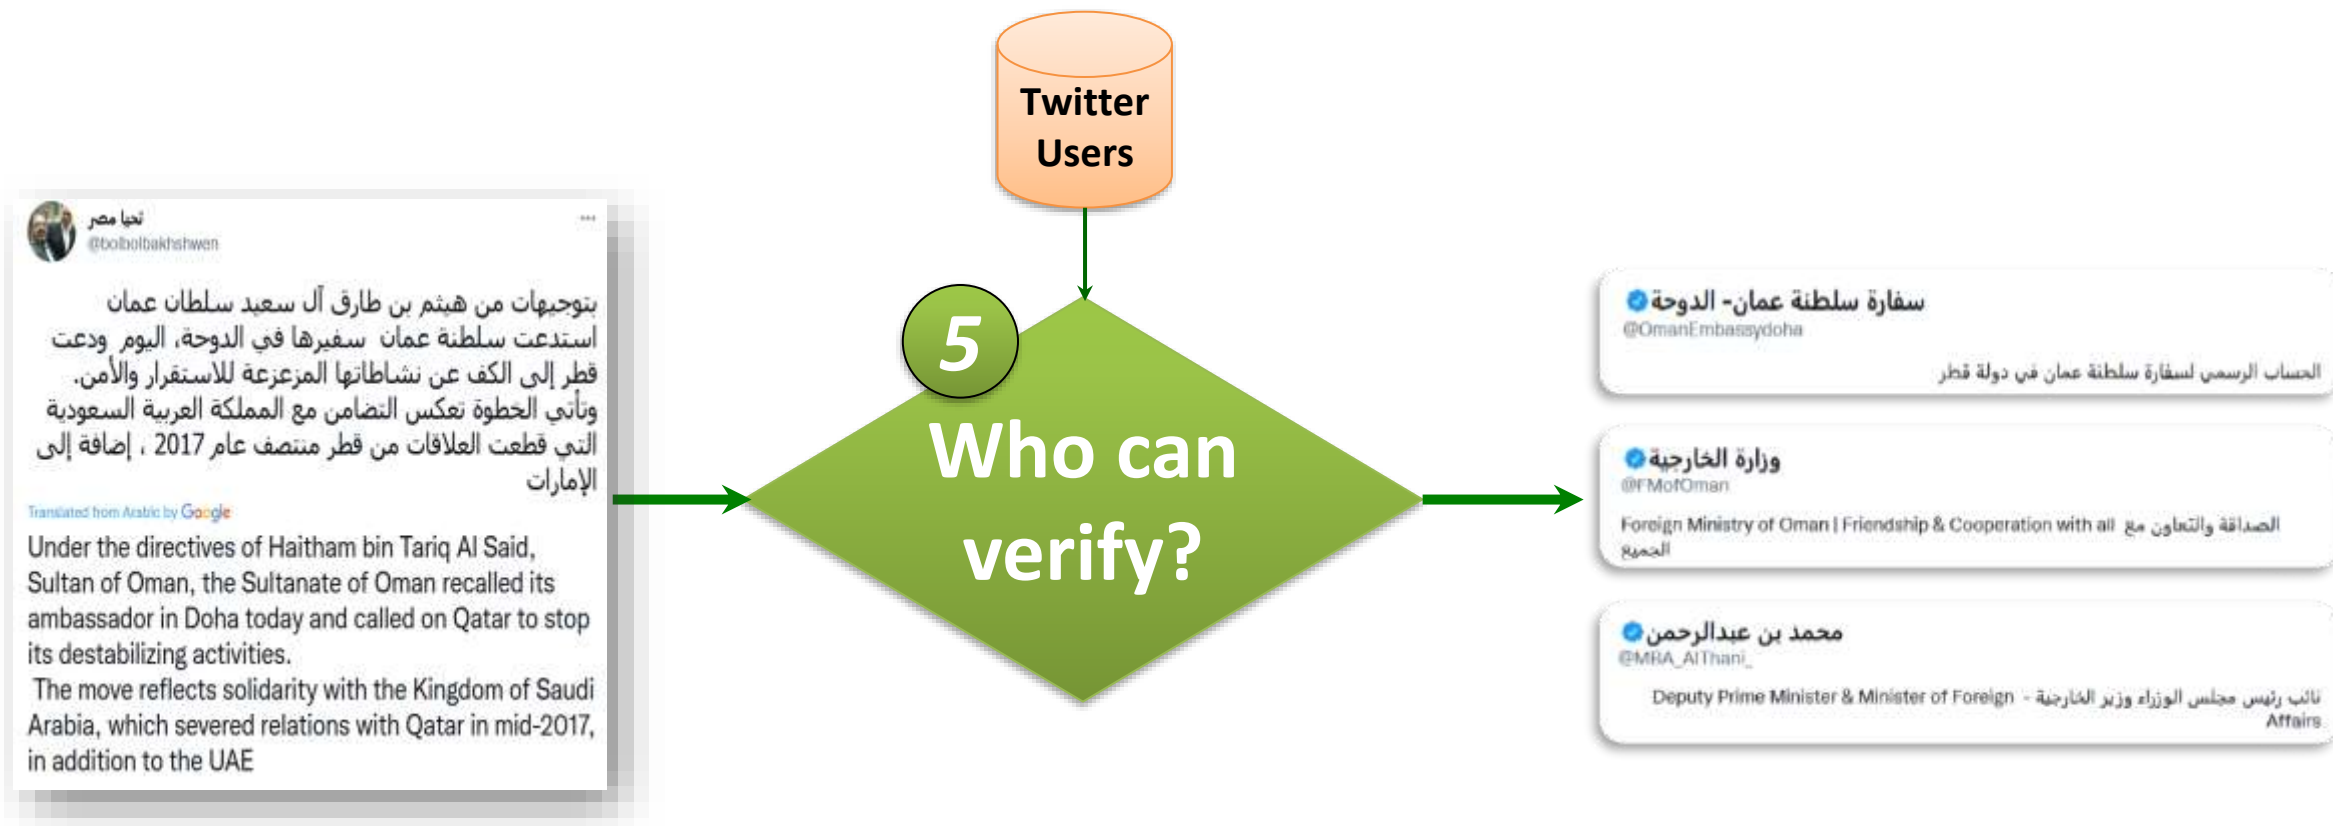 Twitter
Users
تحيا مصر
@bolbolbakhshwen
بتوجيهات من هيثم بن طارق آل سعيد سلطان عمان
استدعت سلطنة عمان سفيرها في الدوحة، اليوم ودعت
قطر إلى الكف عن نشاطاتها المزعزعة للاستقرار والأمن.
وتأتي الخطوة تعكس التضامن مع المملكة العربية السعودية
التي قطعت العلاقات من قطر منتصف عام 2017 ، إضافة إلى
الإمارات
Translated from Arabic by Google
Under the directives of Haitham bin Tariq Al Said,
Sultan of Oman, the Sultanate of Oman recalled its
ambassador in Doha today and called on Qatar to stop
its destabilizing activities.
The move reflects solidarity with the Kingdom of Saudi
Arabia, which severed relations with Qatar in mid-2017,
in addition to the UAE
5
Who can
verify?
سفارة سلطنة عمان- الدوحة
@OmanEmbassydoha
الحساب الرسمي لسفارة سلطنة عمان في دولة قطر
وزارة الخارجية
@FMofOman
Foreign Ministry of Oman | Friendship & Cooperation with all الصداقة والتعاون مع
الجميع
محمد بن عبدالرحمن
@MBA_AlThani_
نائب رئيس مجلس الوزراء وزير الخارجية - Deputy Prime Minister & Minister of Foreign
Affairs